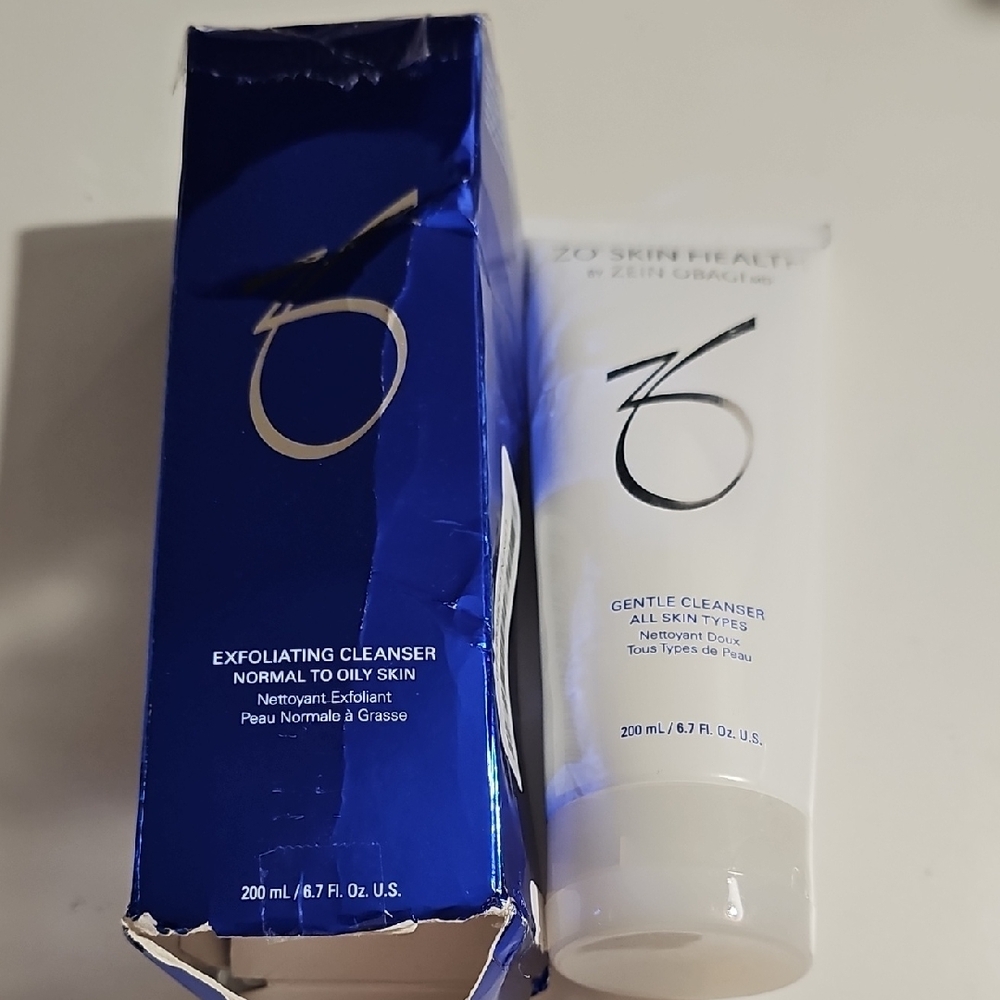 EXFOLIATING CLEANSER
NORMAL TO OILY SKIN
Nettoyant Exfoliant
Peau Normale à Grasse
200 mL / 6.7 Fl. Oz. U.S.
ZO SKIN HEALTH
BY ZEIN OBAGI MD
GENTLE CLEANSER
ALL SKIN TYPES
Nettoyant Doux
Tous Types de Peau
200 mL / 6.7 Fl. Oz. U.S.